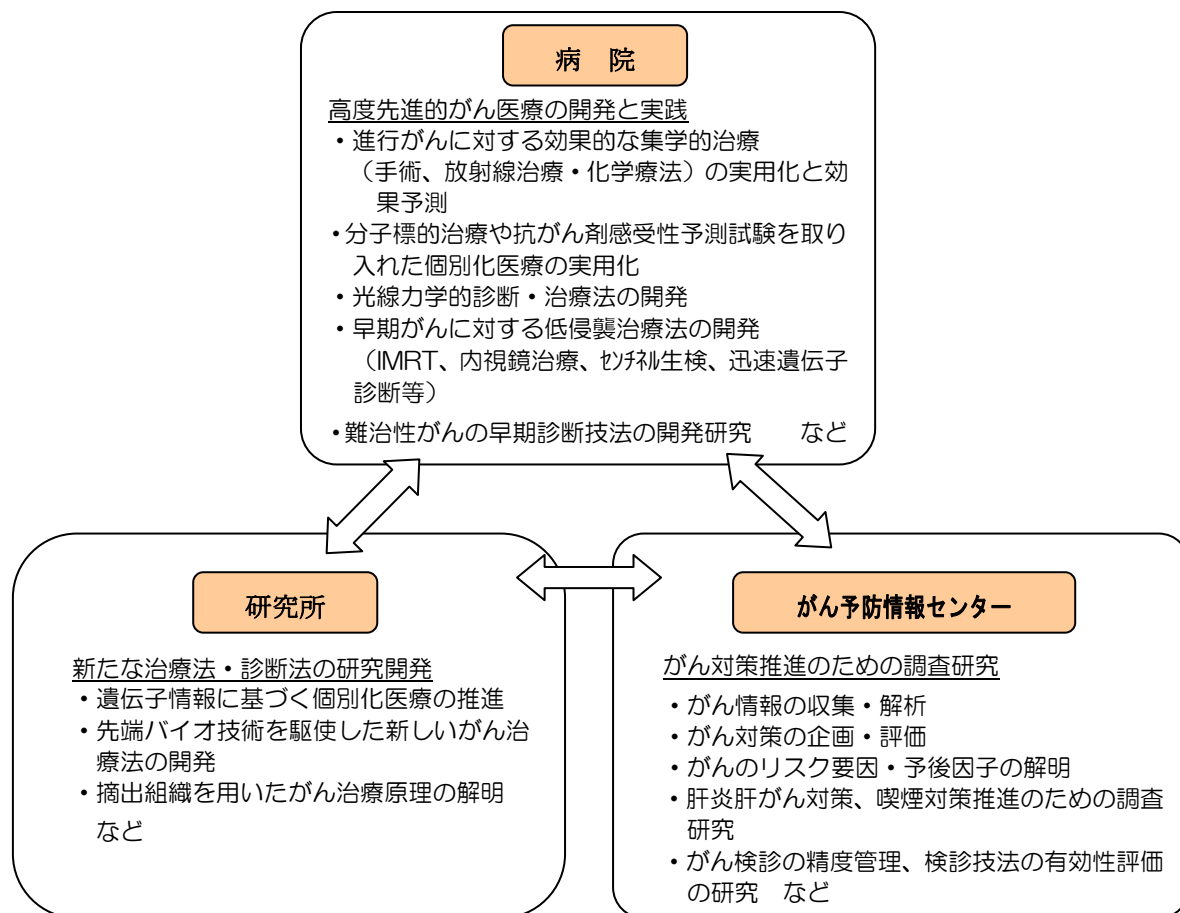 病　院
高度先進的がん医療の開発と実践
・進行がんに対する効果的な集学的治療
（手術、放射線治療・化学療法）の実用化と効
果予測
・分子標的治療や抗がん剤感受性予測試験を取り
入れた個別化医療の実用化
・光線力学的診断・治療法の開発
・早期がんに対する低侵襲治療法の開発
（IMRT、内視鏡治療、ｾﾝﾁﾈﾙ生検、迅速遺伝子
診断等）
・難治性がんの早期診断技法の開発研究　　など
研究所
新たな治療法・診断法の研究開発
・遺伝子情報に基づく個別化医療の推進
・先端バイオ技術を駆使した新しいがん治
療法の開発
・摘出組織を用いたがん治療原理の解明
など
がん予防情報センター
がん対策推進のための調査研究
・がん情報の収集・解析
・がん対策の企画・評価
・がんのリスク要因・予後因子の解明
・肝炎肝がん対策、喫煙対策推進のための調査
研究
・がん検診の精度管理、検診技法の有効性評価
の研究　など